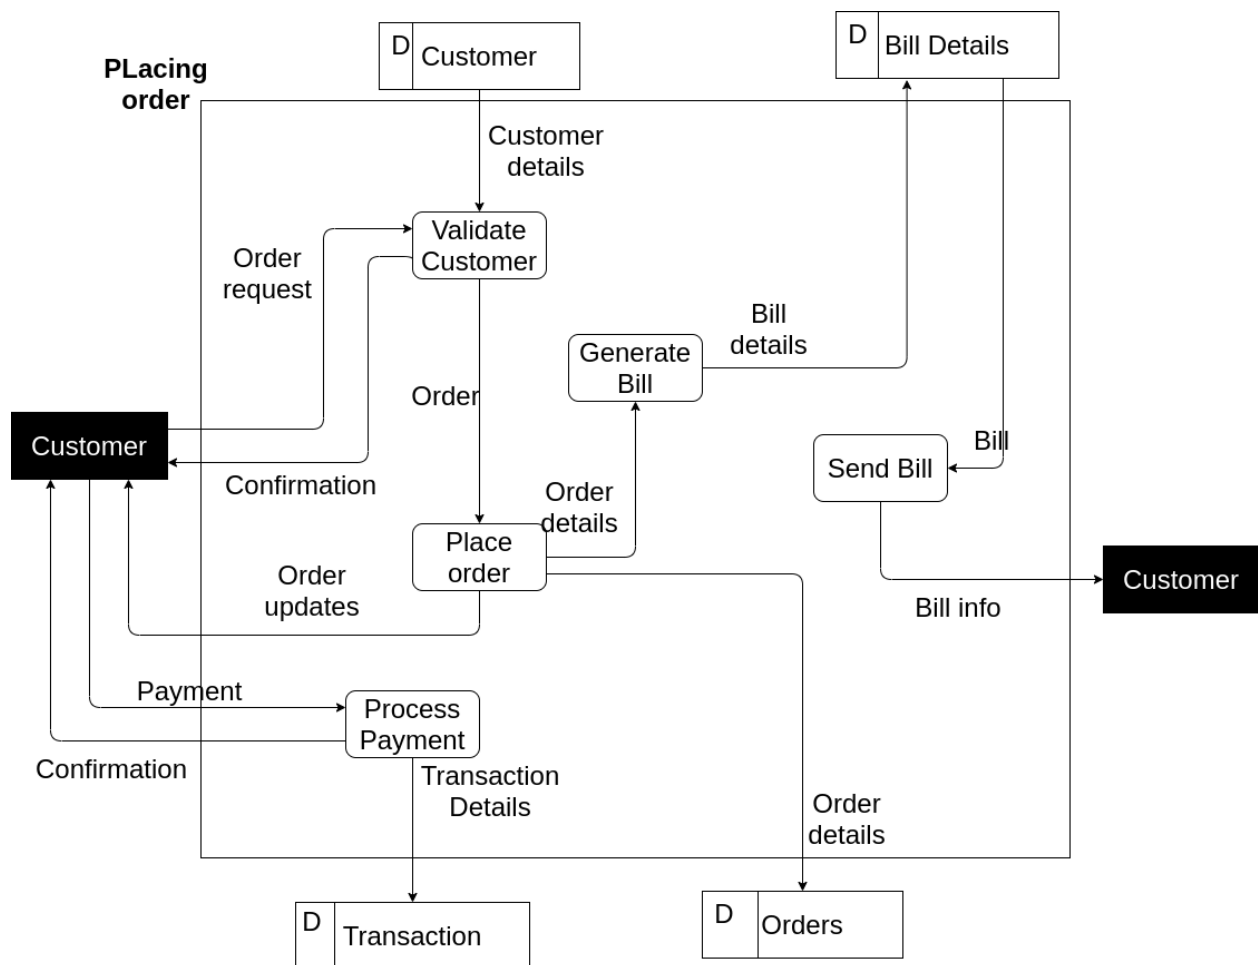 D
Customer
D
Bill Details
PLacing
order
Customer
details
Validate
Customer
Order
request
Bill
details
Generate
Bill
Order
Customer
Bill
Send Bill
Confirmation
Order
details
Place
order
Customer
Order
updates
Bill info
Payment
Process
Payment
Confirmation
Transaction
Details
Order
details
D
Transaction
D
Orders